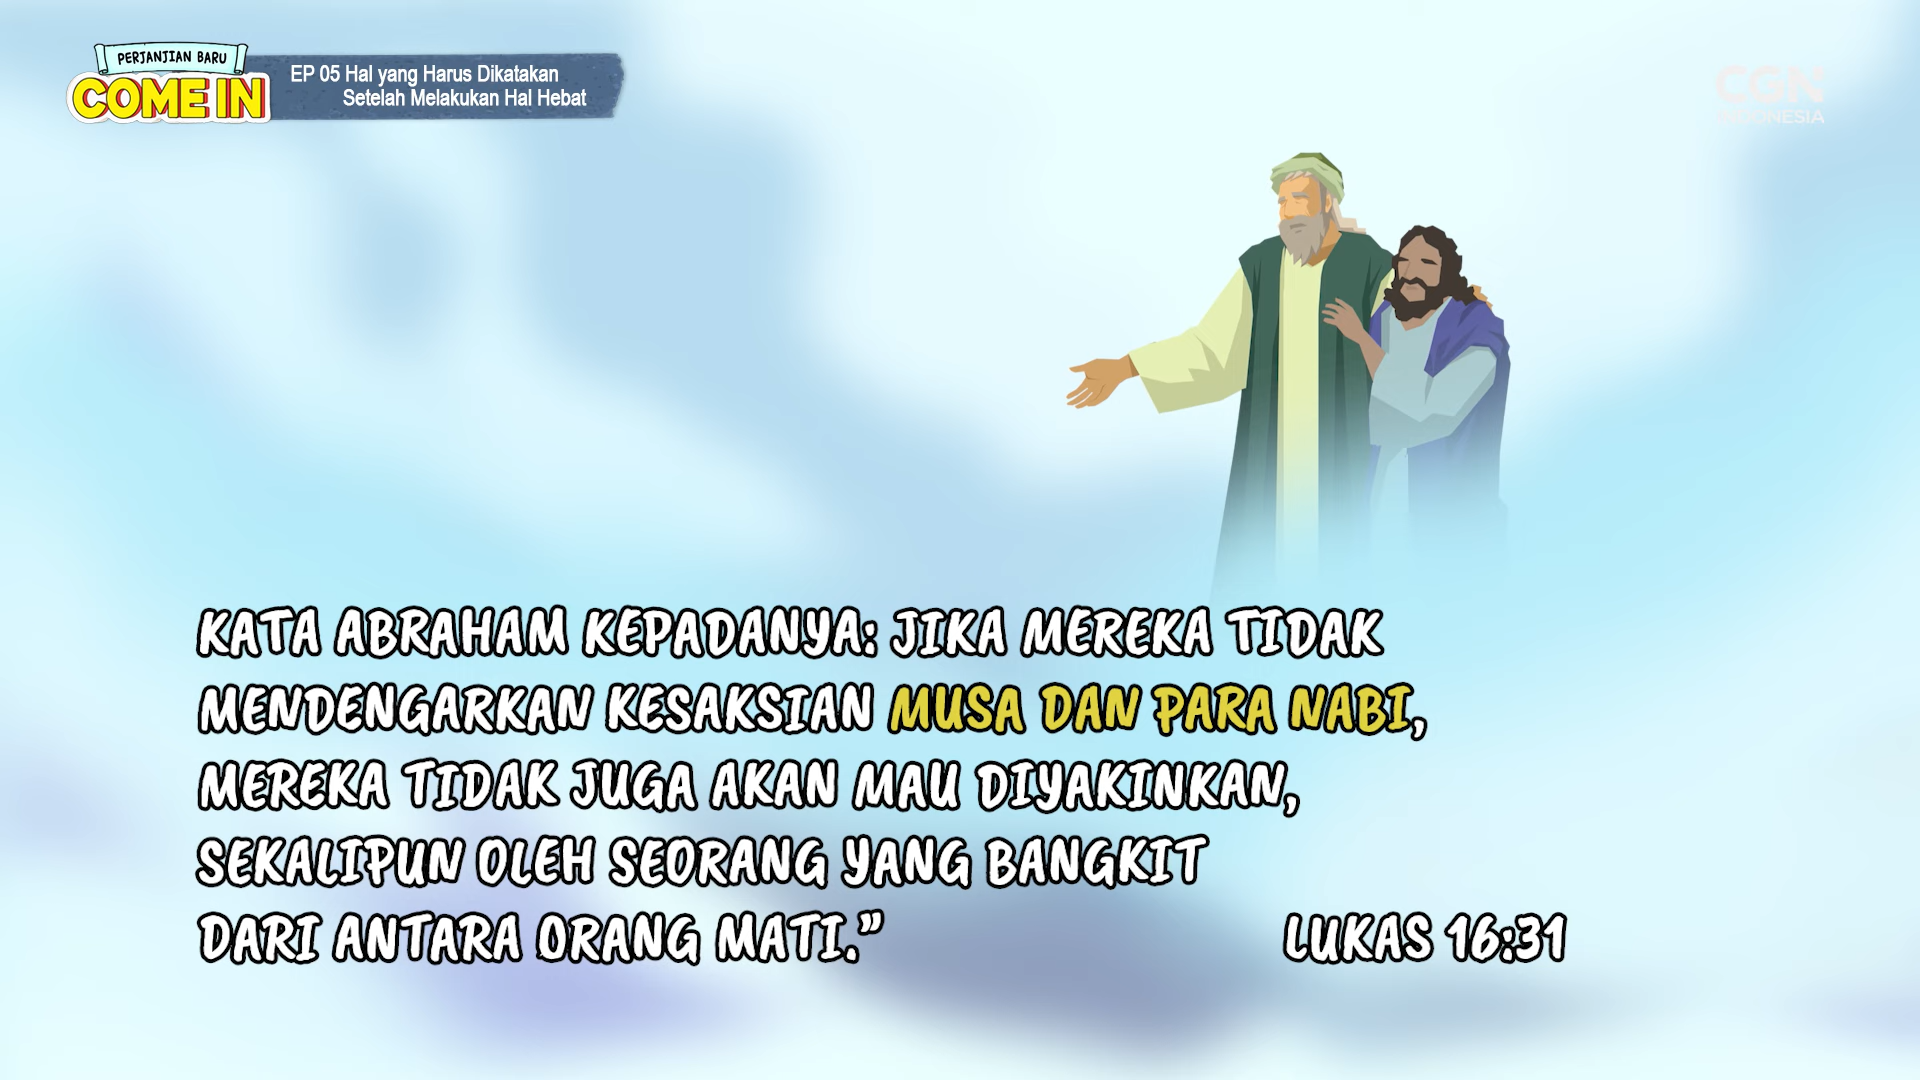 PERJANJIAN BARU
COME IN
EP 05 Hal yang Harus Dikatakan
Setelah Melakukan Hal Hebat
CGN
INDONESIA
KATA ABRAHAM KEPADANYA: JIKA MEREKA TIDAK
MENDENGARKAN KESAKSIAN MUSA DAN PARA NABI,
MEREKA TIDAK JUGA AKAN MAU DIYAKINKAN,
SEKALIPUN OLEH SEORANG YANG BANGKIT
DARI ANTARA ORANG MATI.”
LUKAS 16:31